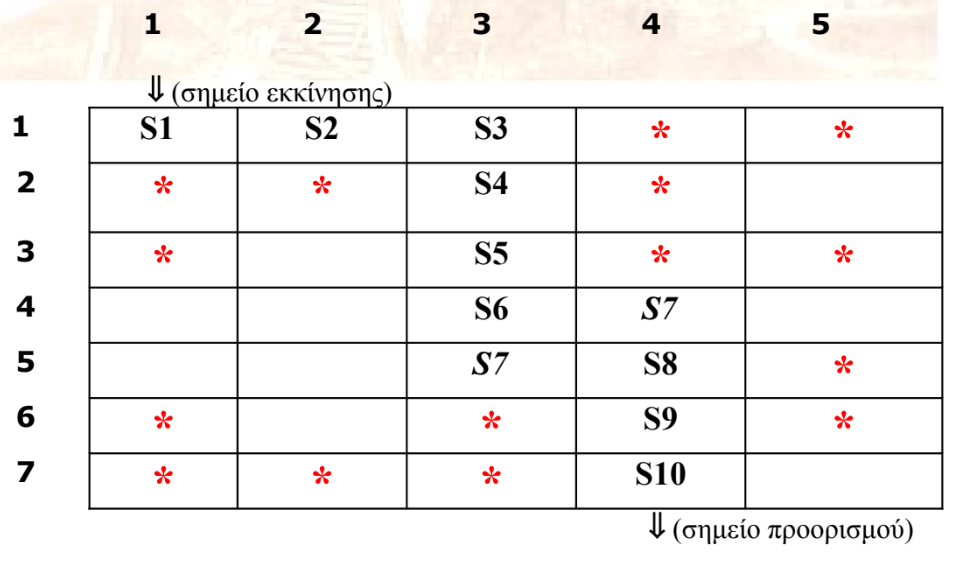 1 2 3 4 5
⇓ (σημείο εκκίνησης)
1 S1 S2 S3 * *
2 * * S4 *
3 * S5 * *
4 S6 S7
5 S7 S8 *
6 * * S9 *
7 * * * S10
⇓ (σημείο προορισμού)